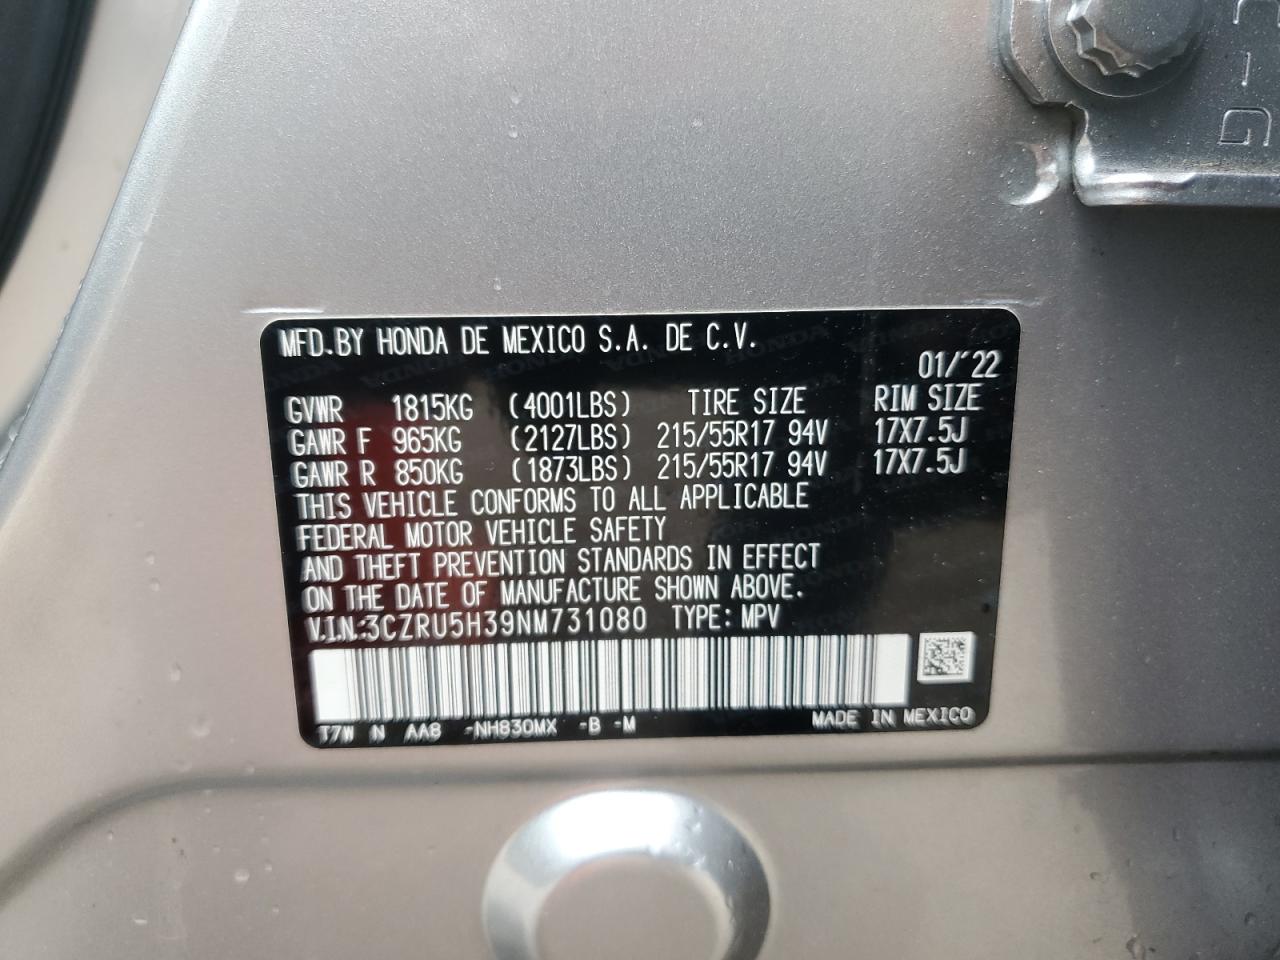 MFD.BY HONDA DE MEXICO S.A. DE C.V.
01/'22
GVWR 1815KG (4001LBS) TIRE SIZE RIM SIZE
GAWR F 965KG (2127LBS) 215/55R17 94V 17X7.5J
GAWR R 850KG (1873LBS) 215/55R17 94V 17X7.5J
THIS VEHICLE CONFORMS TO ALL APPLICABLE
FEDERAL MOTOR VEHICLE SAFETY
AND THEFT PREVENTION STANDARDS IN EFFECT
ON THE DATE OF MANUFACTURE SHOWN ABOVE.
V.I.N:3CZRU5H39NM731080 TYPE: MPV
T7W N AA8 -NH830MX -B -M MADE IN MEXICO